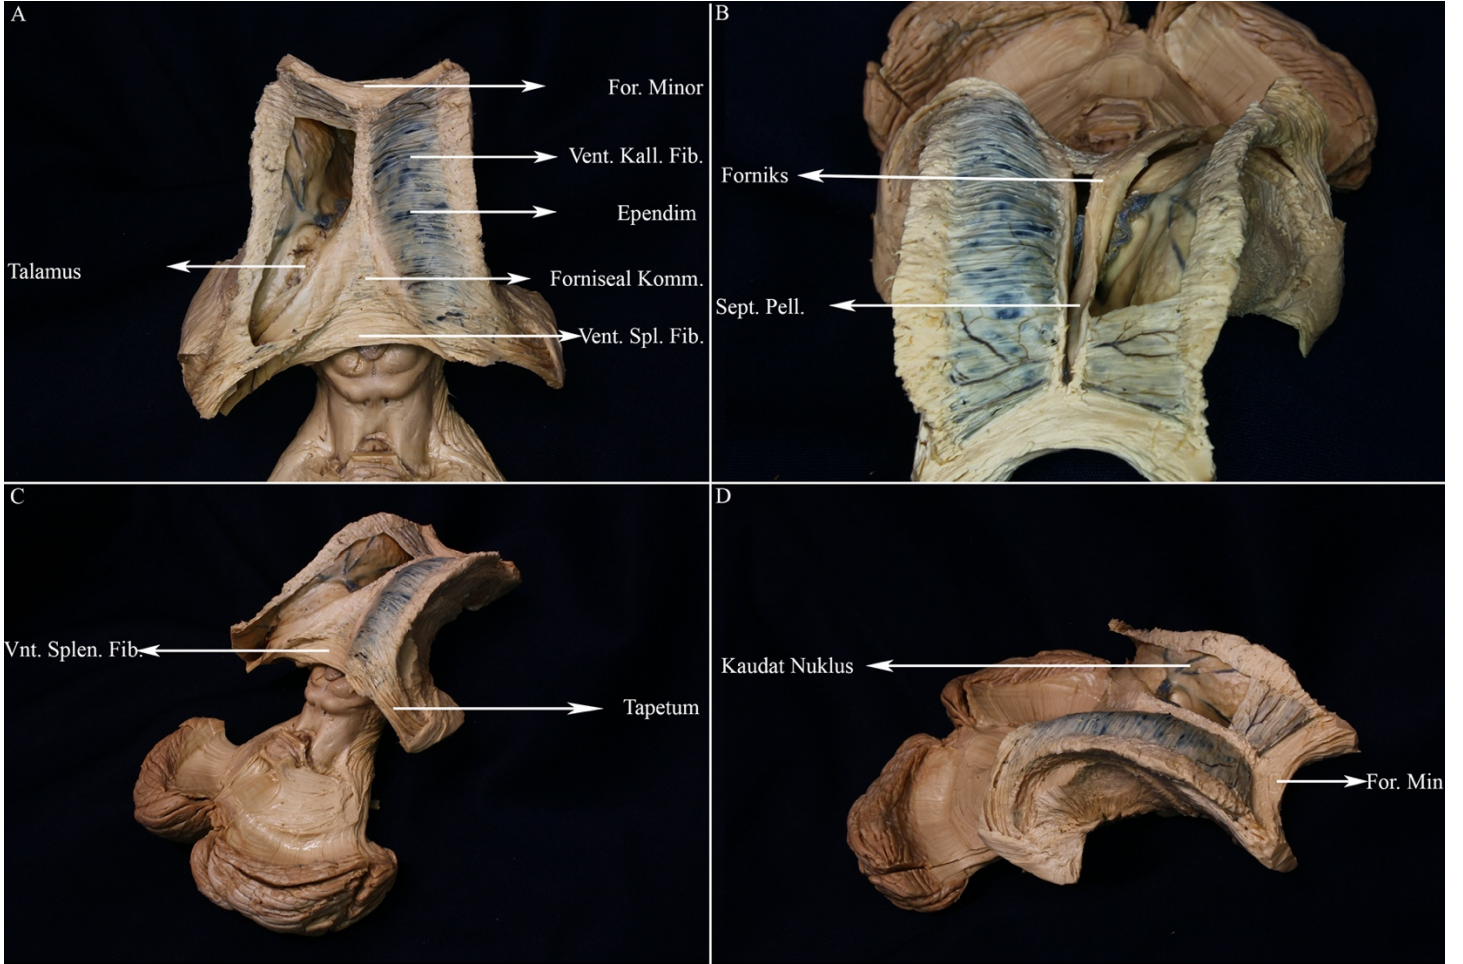 A
For. Minor
Vent. Kall. Fib.
Ependim
Talamus
Forniseal Komm.
Vent. Spl. Fib.
B
Forniks
Sept. Pell.
C
Vnt. Splen. Fib.
Tapetum
D
Kaudat Nuklus
For. Min